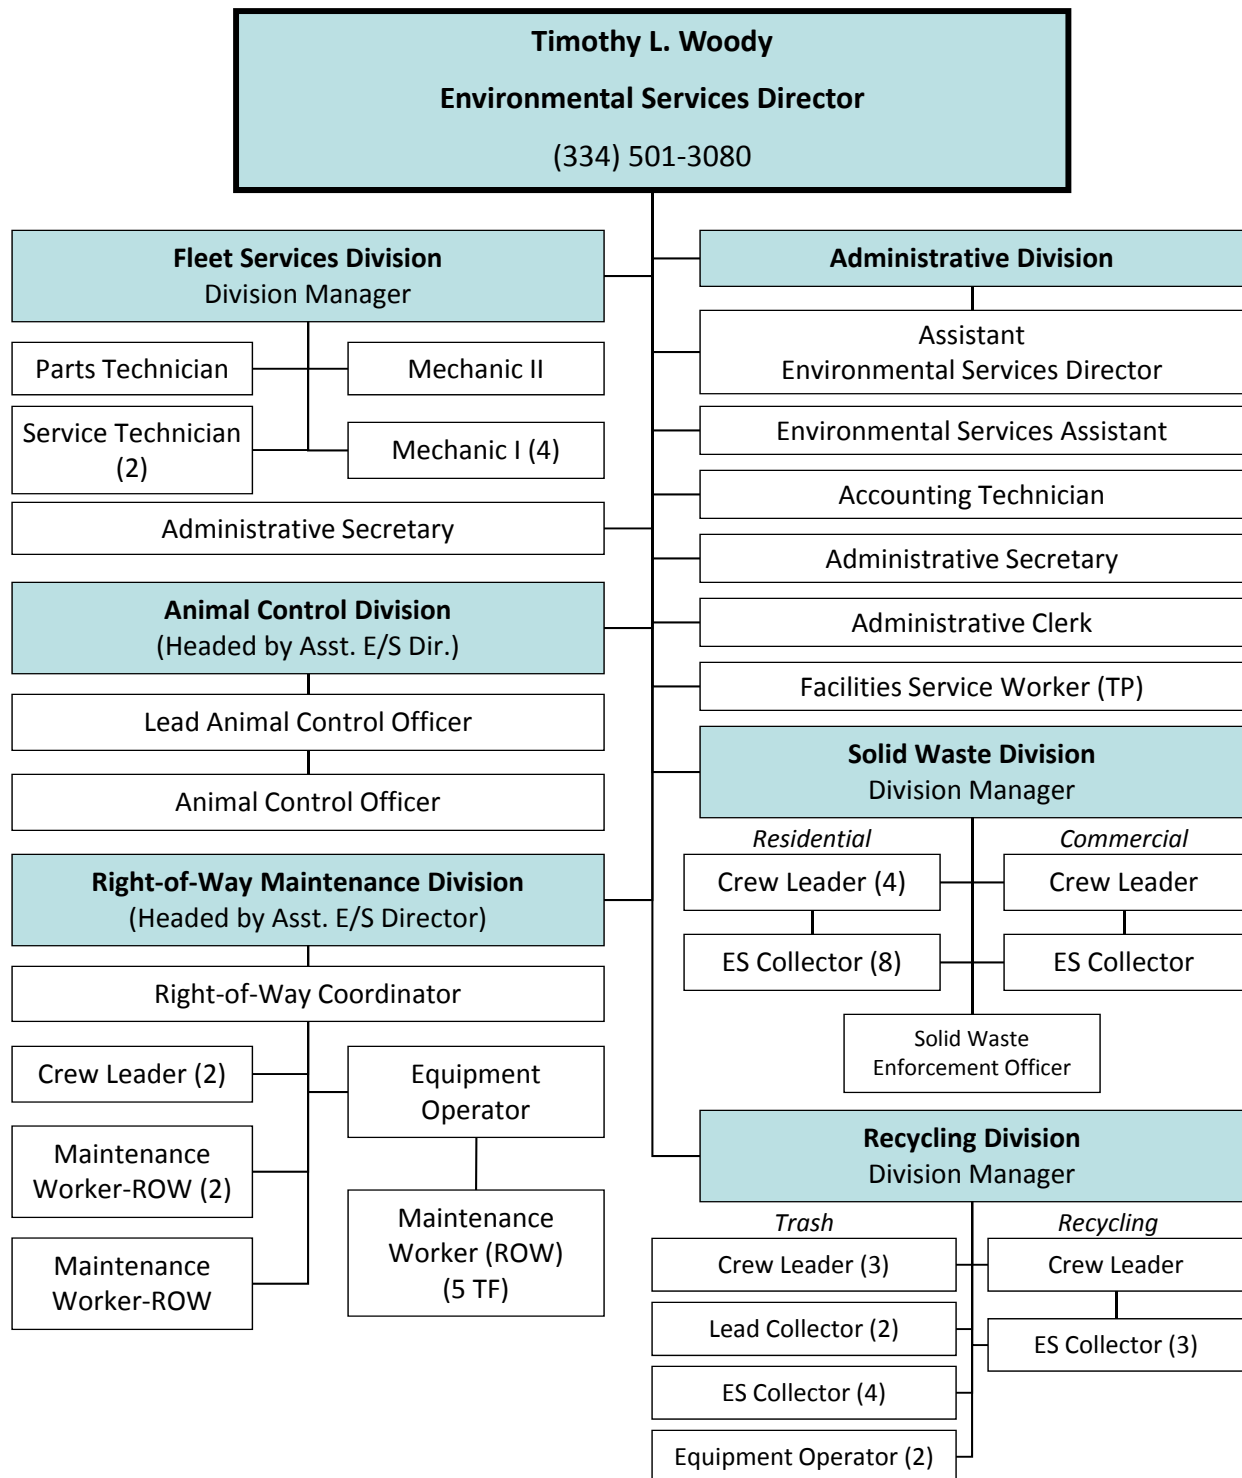 Timothy L. Woody
Environmental Services Director
(334) 501-3080
Fleet Services Division
Division Manager
Parts Technician
Mechanic II
Service Technician
(2)
Mechanic I (4)
Administrative Secretary
Animal Control Division
(Headed by Asst. E/S Dir.)
Lead Animal Control Officer
Animal Control Officer
Right-of-Way Maintenance Division
(Headed by Asst. E/S Director)
Right-of-Way Coordinator
Crew Leader (2)
Equipment
Operator
Maintenance
Worker-ROW (2)
Maintenance
Worker (ROW)
(5 TF)
Maintenance
Worker-ROW
Administrative Division
Assistant
Environmental Services Director
Environmental Services Assistant
Accounting Technician
Administrative Secretary
Administrative Clerk
Facilities Service Worker (TP)
Solid Waste Division
Division Manager
Residential
Commercial
Crew Leader (4)
Crew Leader
ES Collector (8)
ES Collector
Solid Waste
Enforcement Officer
Recycling Division
Division Manager
Trash
Recycling
Crew Leader (3)
Crew Leader
Lead Collector (2)
ES Collector (3)
ES Collector (4)
Equipment Operator (2)